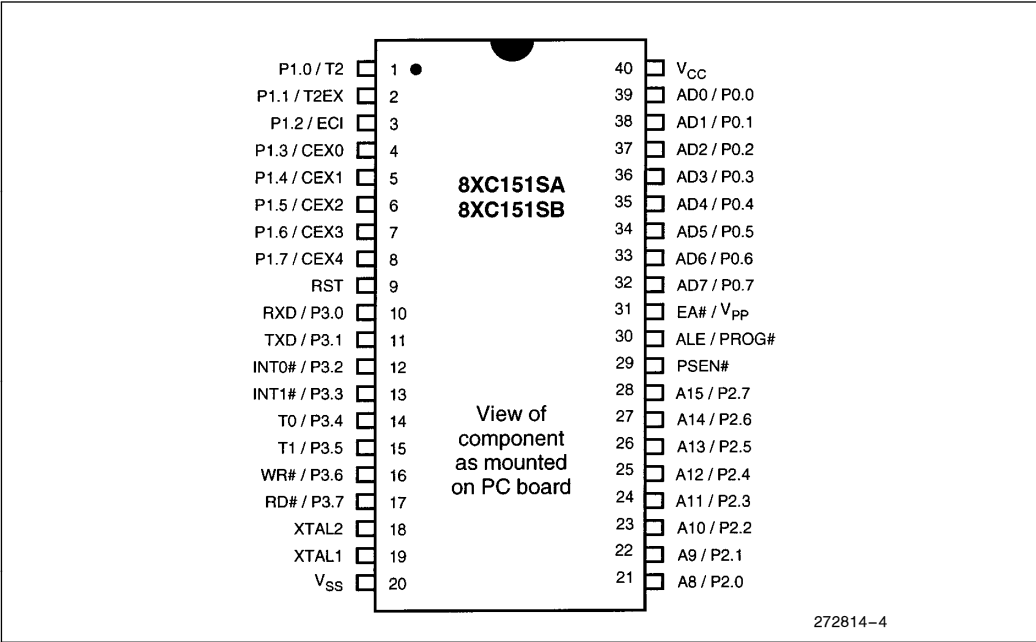 P1.0 / T2 1 40 VCC
P1.1 / T2EX 2 39 AD0 / P0.0
P1.2 / ECI 3 38 AD1 / P0.1
P1.3 / CEX0 4 37 AD2 / P0.2
P1.4 / CEX1 5 8XC151SA 36 AD3 / P0.3
P1.5 / CEX2 6 8XC151SB 35 AD4 / P0.4
P1.6 / CEX3 7 34 AD5 / P0.5
P1.7 / CEX4 8 33 AD6 / P0.6
RST 9 32 AD7 / P0.7
RXD / P3.0 10 31 EA# / VPP
TXD / P3.1 11 30 ALE / PROG#
INT0# / P3.2 12 29 PSEN#
INT1# / P3.3 13 28 A15 / P2.7
T0 / P3.4 14 View of 27 A14 / P2.6
T1 / P3.5 15 component 26 A13 / P2.5
WR# / P3.6 16 as mounted 25 A12 / P2.4
RD# / P3.7 17 on PC board 24 A11 / P2.3
XTAL2 18 23 A10 / P2.2
XTAL1 19 22 A9 / P2.1
VSS 20 21 A8 / P2.0
272814–4